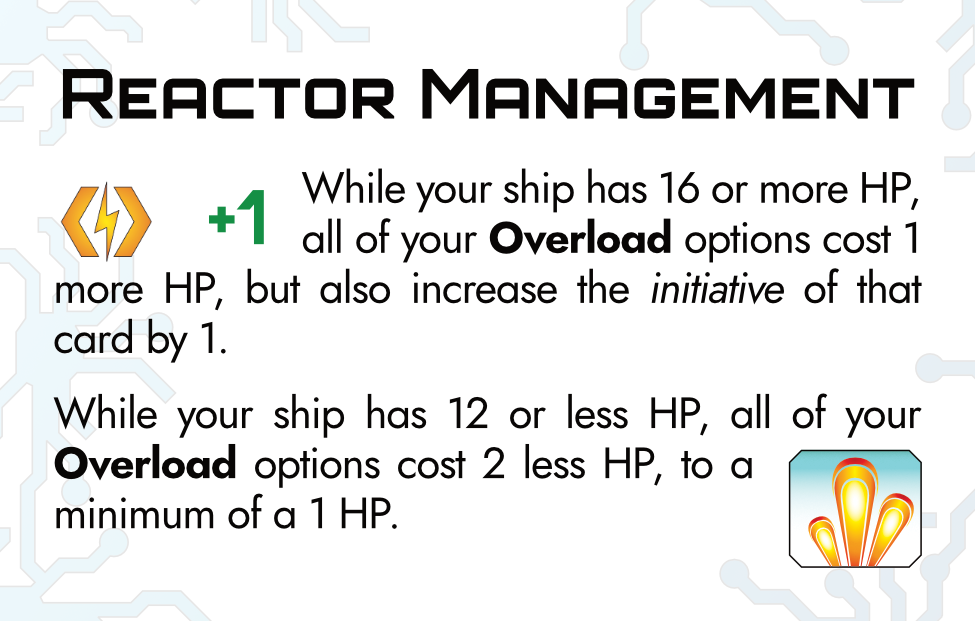 Reactor Management
+1
While your ship has 16 or more HP,
all of your Overload options cost 1
more HP, but also increase the initiative of that
card by 1.
While your ship has 12 or less HP, all of your
Overload options cost 2 less HP, to a
minimum of a 1 HP.